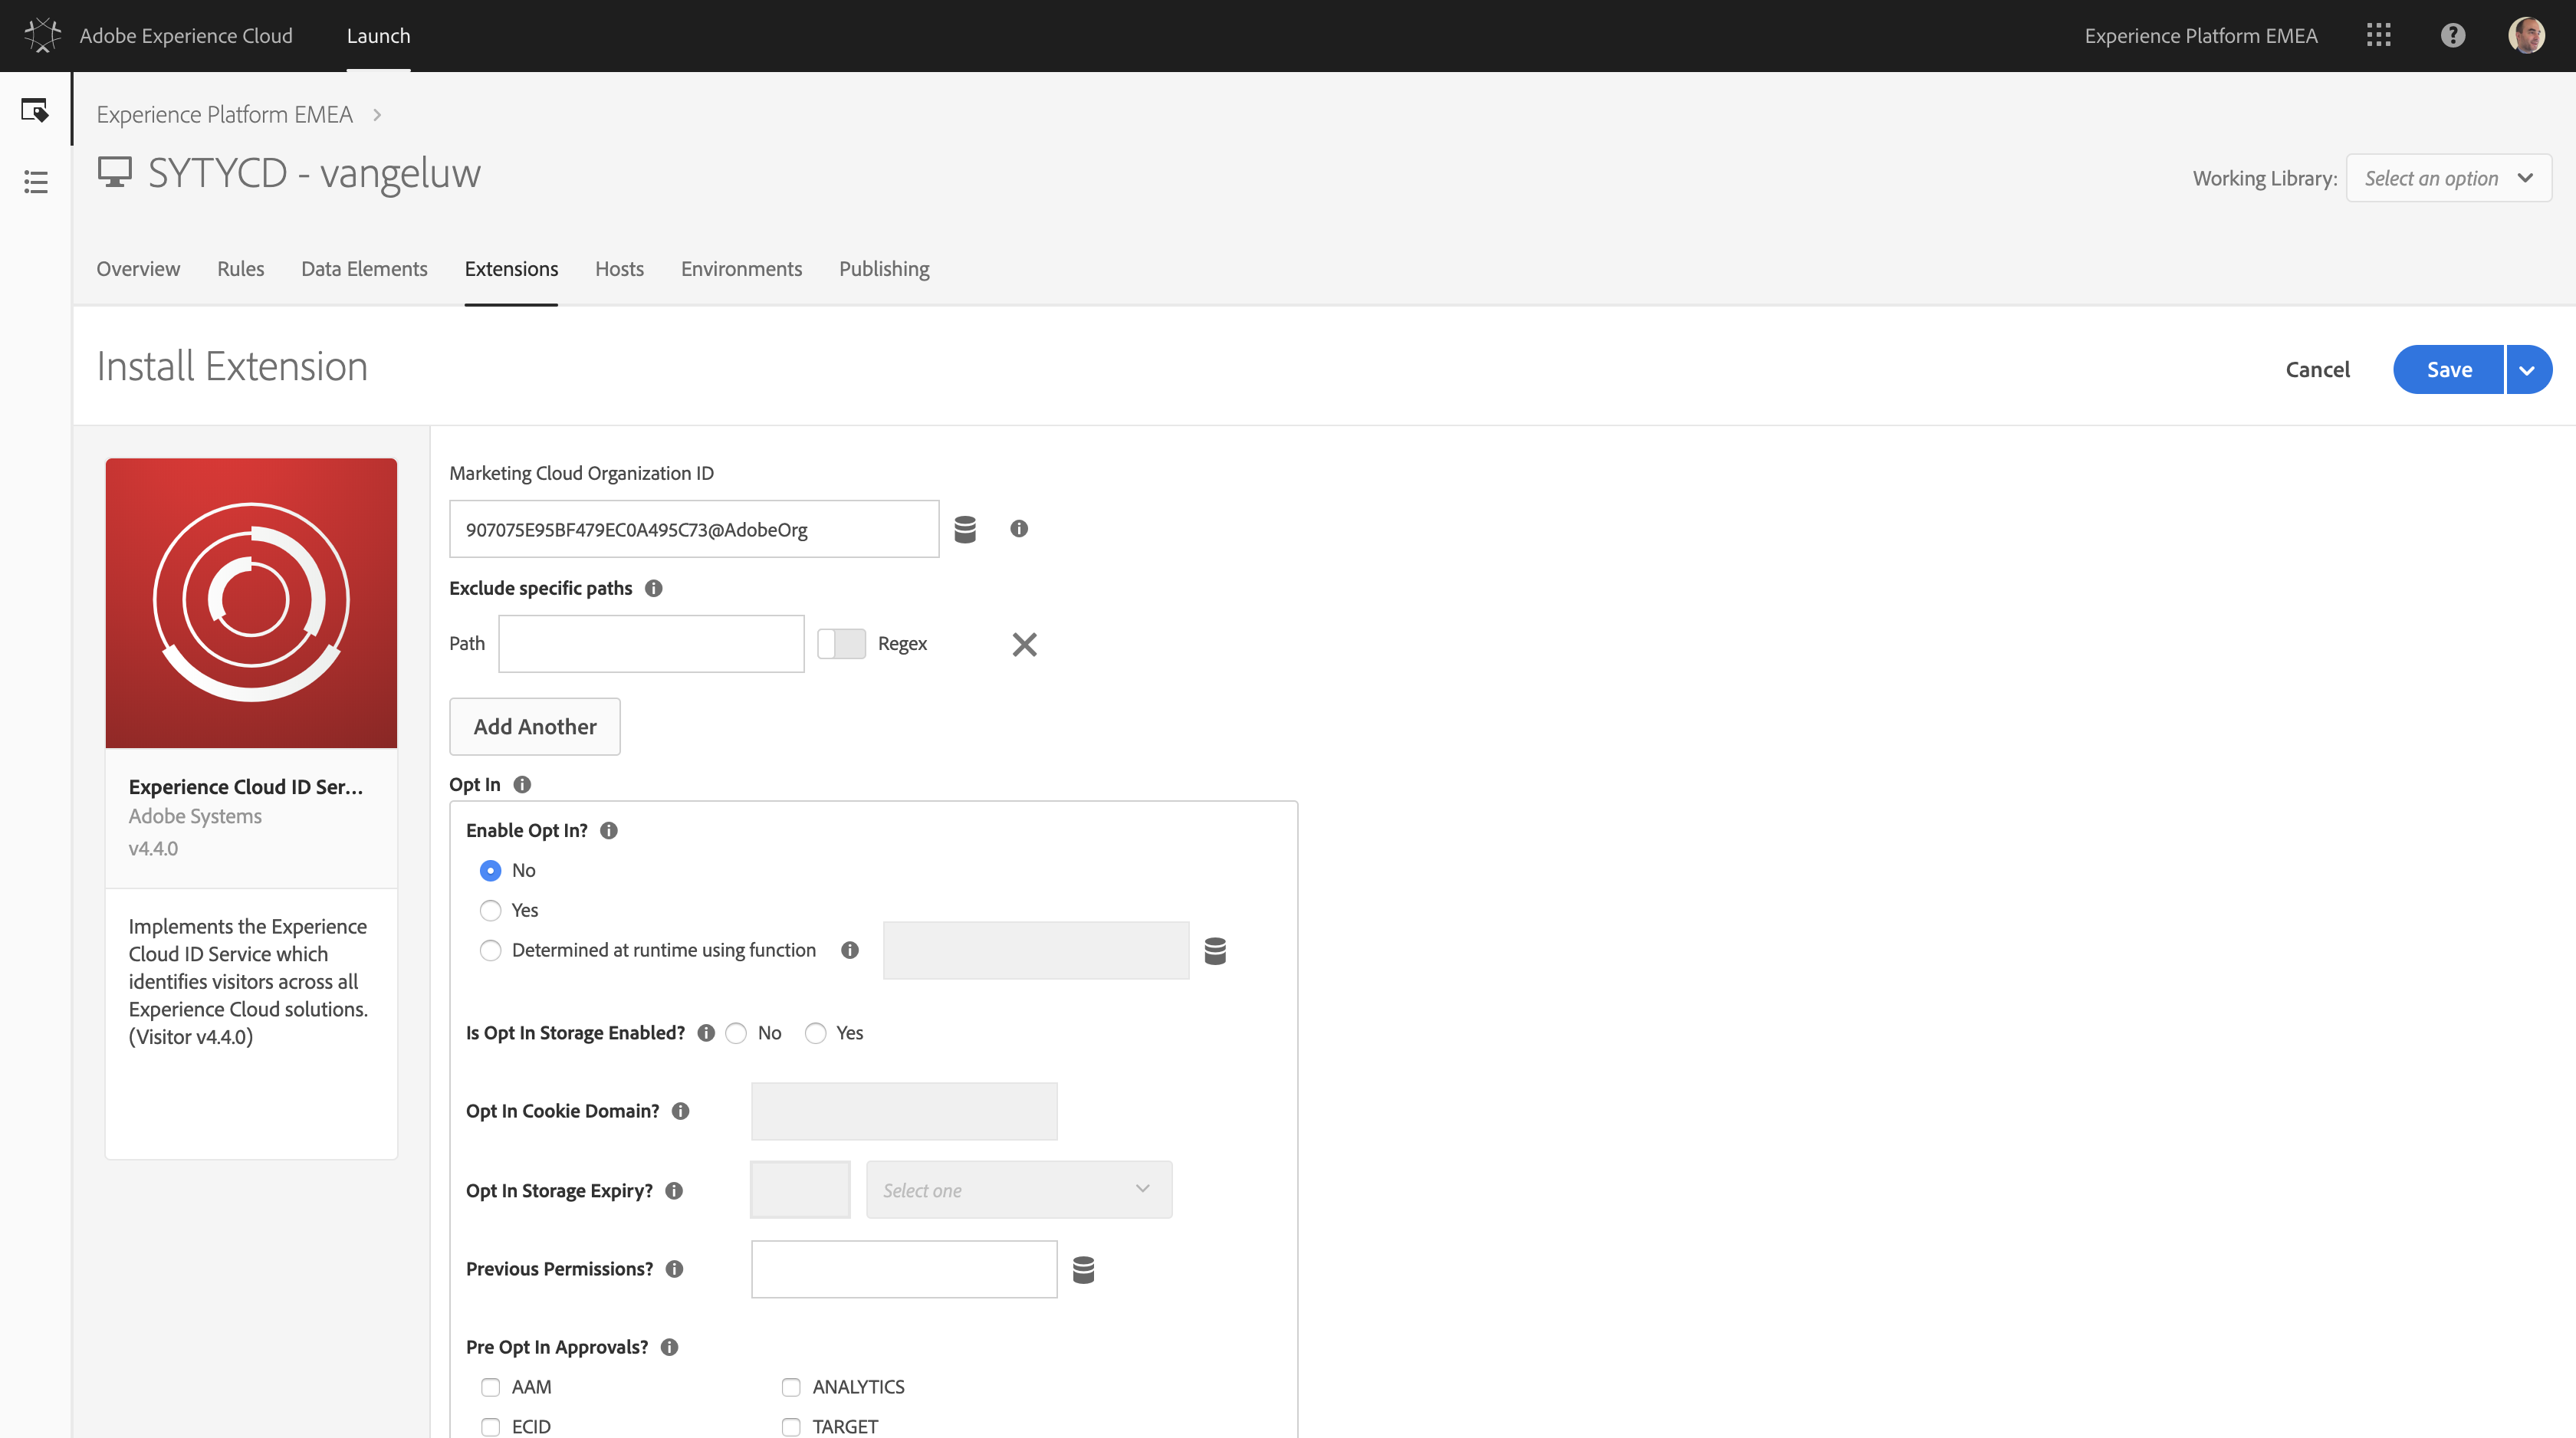 Adobe Experience Cloud
Launch
Experience Platform EMEA
Experience Platform EMEA
SYTYCD - vangeluw
Working Library:
Select an option
Overview
Rules
Data Elements
Extensions
Hosts
Environments
Publishing
Install Extension
Cancel
Save
Experience Cloud ID Ser...
Adobe Systems
v4.4.0
Implements the Experience
Cloud ID Service which
identifies visitors across all
Experience Cloud solutions.
(Visitor v4.4.0)
Marketing Cloud Organization ID
907075E95BF479EC0A495C73@AdobeOrg
Exclude specific paths
Path
Regex
Add Another
Opt In
Enable Opt In?
No
Yes
Determined at runtime using function
Is Opt In Storage Enabled?
No
Yes
Opt In Cookie Domain?
Opt In Storage Expiry?
Select one
Previous Permissions?
Pre Opt In Approvals?
AAM
ANALYTICS
ECID
TARGET